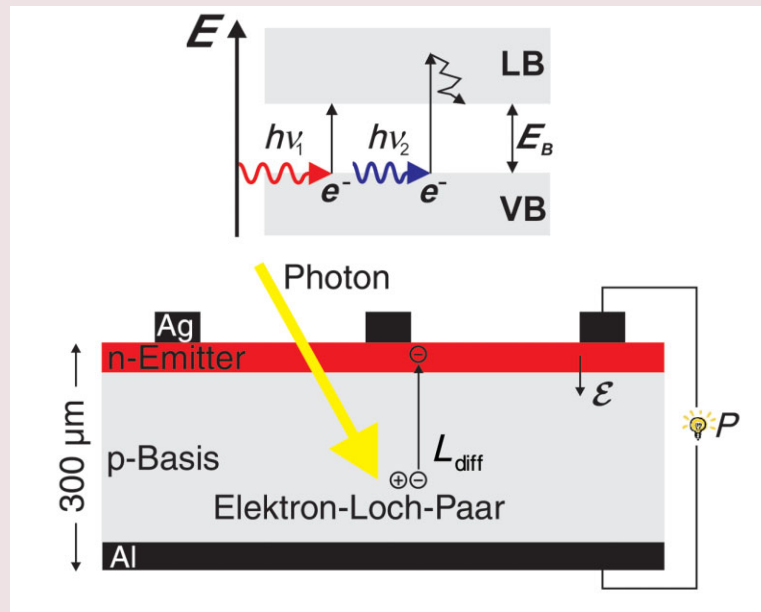 E
LB
hν₁
hν₂
E_B
e⁻
e⁻
VB
Photon
Ag
n-Emitter
⊖
ℰ
300 µm
p-Basis
L_diff
P
⊕⊖
Elektron-Loch-Paar
Al